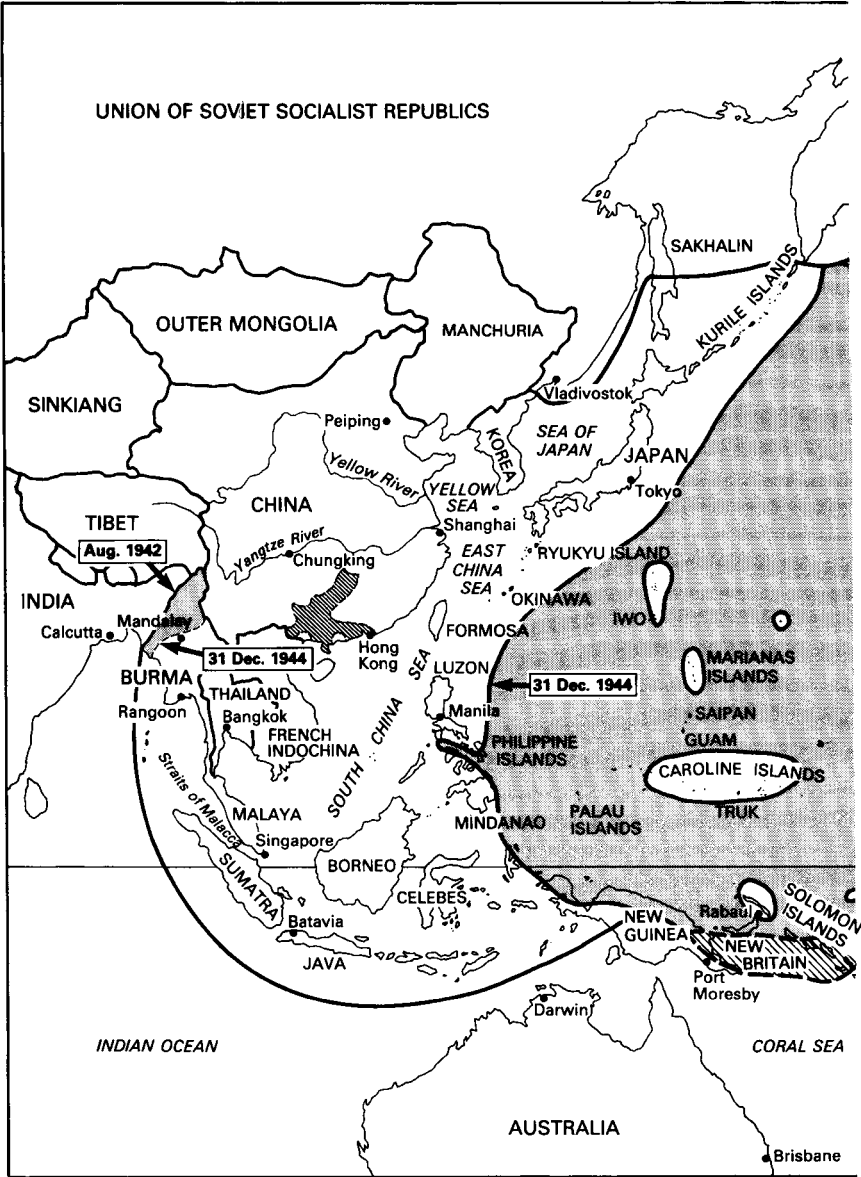 UNION OF SOVIET SOCIALIST REPUBLICS
SAKHALIN
KURILE ISLANDS
OUTER MONGOLIA
MANCHURIA
SINKIANG
Vladivostok
Peiping
KOREA
SEA OF
JAPAN
JAPAN
Yellow River
YELLOW
SEA
Tokyo
CHINA
TIBET
Shanghai
Yangtze River
Aug. 1942
EAST
CHINA
SEA
RYUKYU ISLAND
Chungking
INDIA
OKINAWA
IWO
Mandalay
Calcutta
FORMOSA
Hong
Kong
31 Dec. 1944
LUZON
MARIANAS
ISLANDS
BURMA
31 Dec. 1944
THAILAND
Rangoon
Manila
SAIPAN
Bangkok
FRENCH
INDOCHINA
SOUTH CHINA SEA
GUAM
PHILIPPINE
ISLANDS
CAROLINE ISLANDS
Straits of Malacca
MALAYA
PALAU
ISLANDS
TRUK
MINDANAO
Singapore
BORNEO
SUMATRA
CELEBES
SOLOMON
ISLANDS
Rabaul
NEW
GUINEA
Batavia
NEW
BRITAIN
JAVA
Port
Moresby
Darwin
INDIAN OCEAN
CORAL SEA
AUSTRALIA
Brisbane